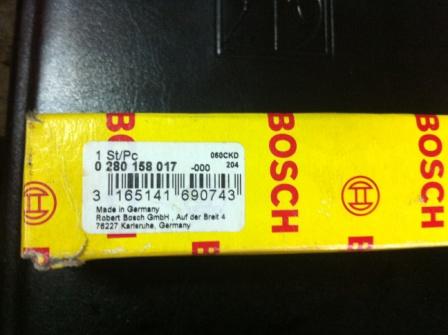 1 St/Pc 060CKD
0 280 158 017 -000 204
3 165141 690743
Made in Germany
Robert Bosch GmbH , Auf der Breit 4
76227 Karlsruhe, Germany
BOSCH
BOSCH